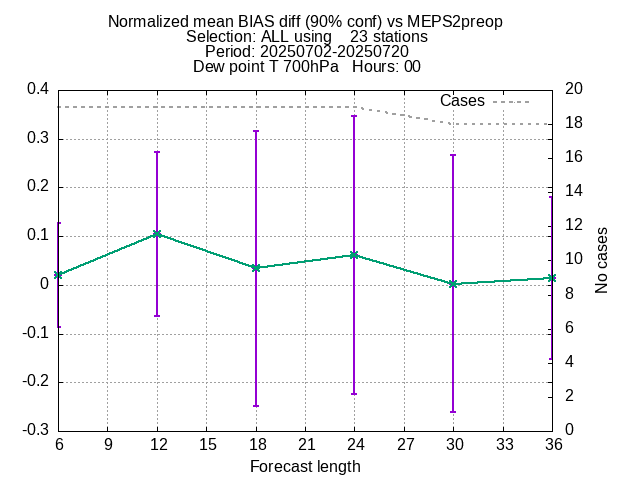 Normalized mean BIAS diff (90% conf) vs MEPS2preop
Selection: ALL using    23 stations
Period: 20250702-20250720
Dew point T 700hPa   Hours: 00
Cases
0.4
0.3
0.2
0.1
0
-0.1
-0.2
-0.3
20
18
16
14
12
10
8
6
4
2
0
No cases
6 9 12 15 18 21 24 27 30 33 36
Forecast length